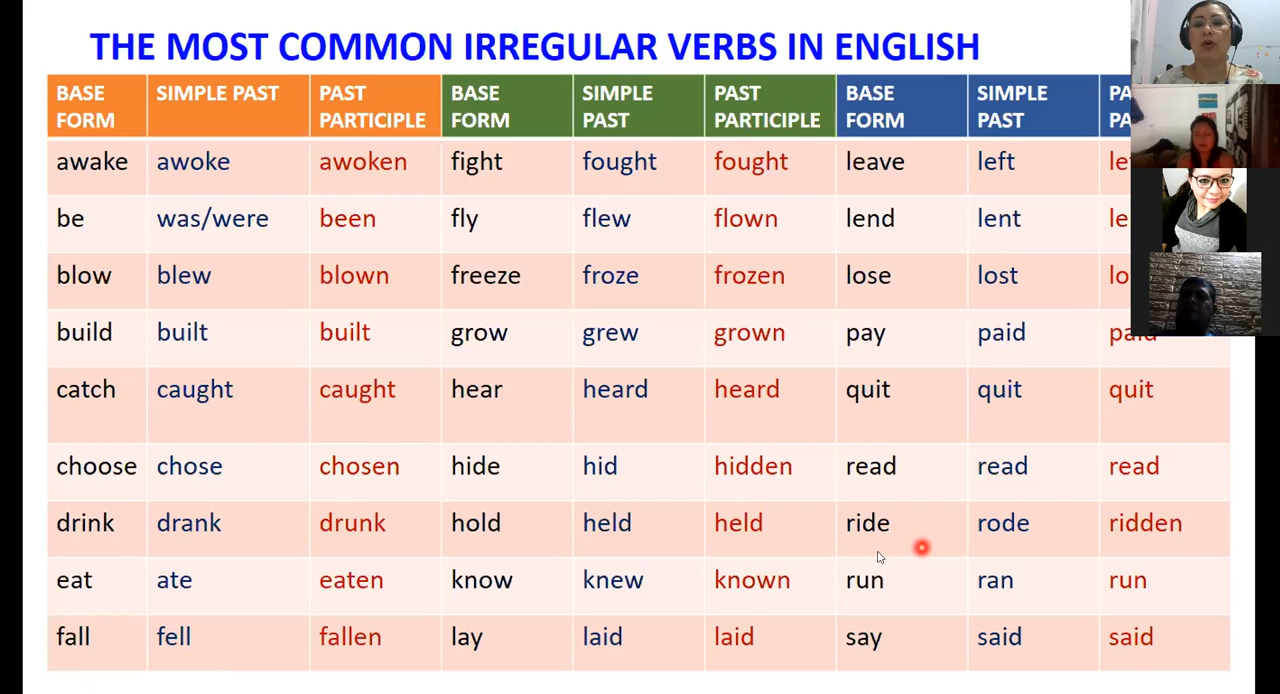 THE MOST COMMON IRREGULAR VERBS IN ENGLISH
BASE FORM SIMPLE PAST PAST PARTICIPLE BASE FORM SIMPLE PAST PAST PARTICIPLE BASE FORM SIMPLE PAST
awake awoke awoken fight fought fought leave left
be was/were been fly flew flown lend lent
blow blew blown freeze froze frozen lose lost
build built built grow grew grown pay paid paid
catch caught caught hear heard heard quit quit quit
choose chose chosen hide hid hidden read read read
drink drank drunk hold held held ride rode ridden
eat ate eaten know knew known run ran run
fall fell fallen lay laid laid say said said